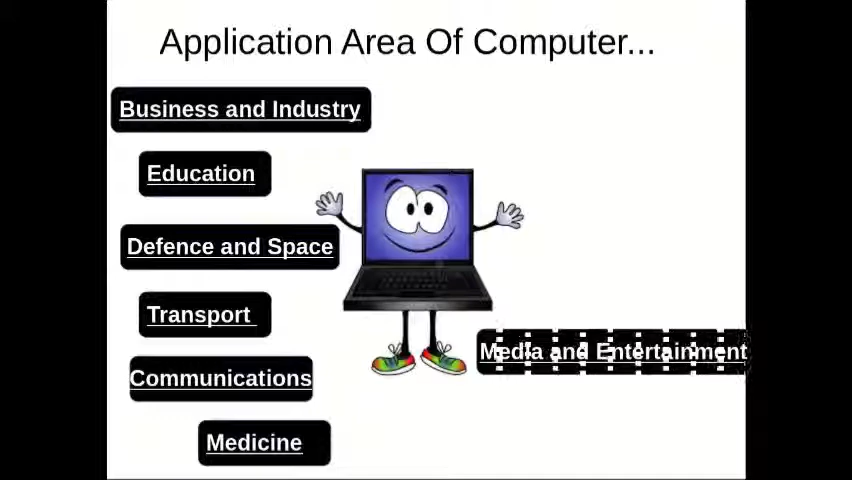 Application Area Of Computer...
Business and Industry
Education
Defence and Space
Transport
Media and Entertainment
Communications
Medicine